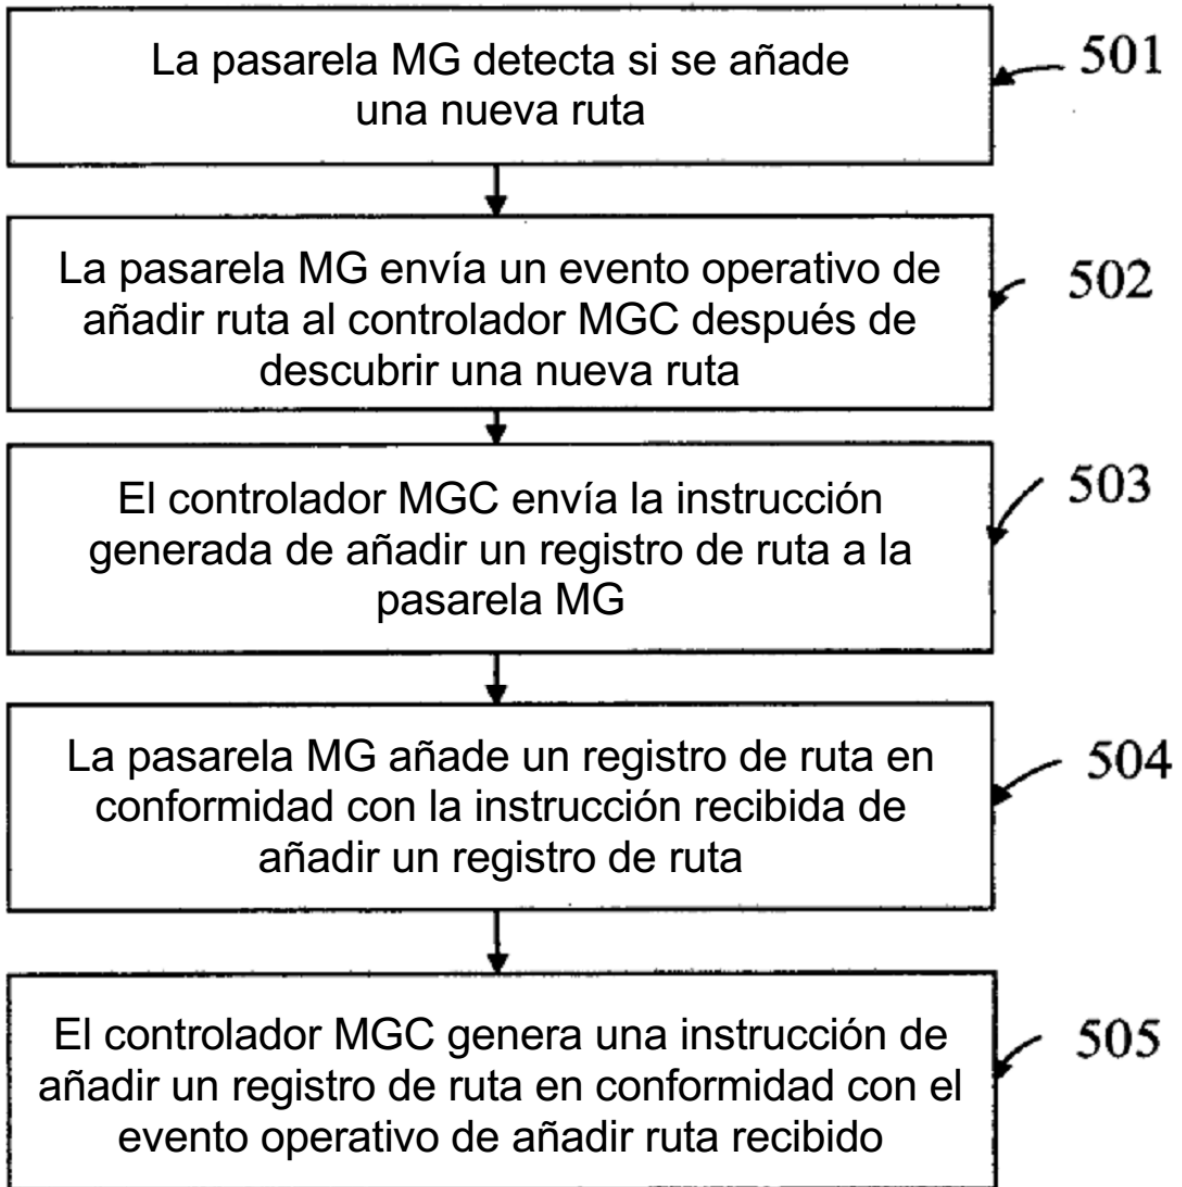 La pasarela MG detecta si se añade
una nueva ruta
501
La pasarela MG envía un evento operativo de
añadir ruta al controlador MGC después de
descubrir una nueva ruta
502
El controlador MGC envía la instrucción
generada de añadir un registro de ruta a la
pasarela MG
503
La pasarela MG añade un registro de ruta en
conformidad con la instrucción recibida de
añadir un registro de ruta
504
El controlador MGC genera una instrucción de
añadir un registro de ruta en conformidad con el
evento operativo de añadir ruta recibido
505